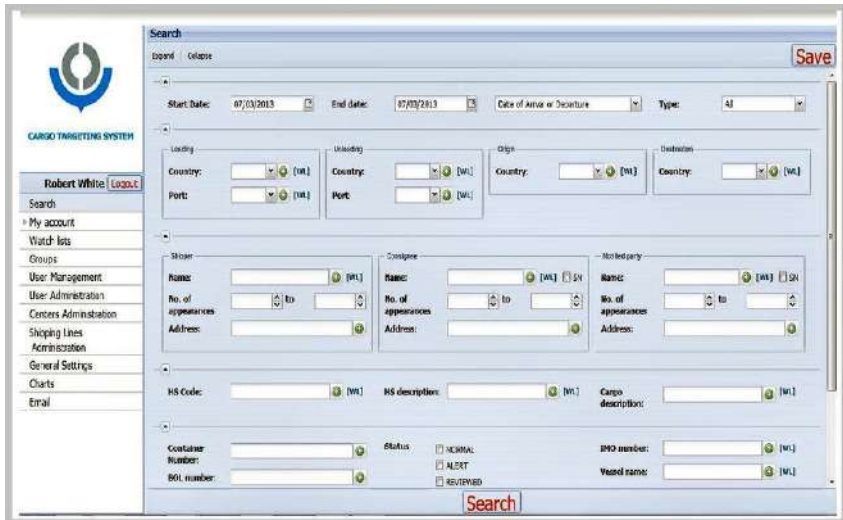 Search
Expand Collapse
Save
Start Date: 07/03/2013 End date: 07/03/2013 Date of Arrival or Departure Type: All
CARGO TARGETING SYSTEM
Loading Unloading Origin Destination
Country: [WL] Country: [WL] Country: [WL] Country: [WL]
Port: [WL] Port: [WL]
Robert White Logout
Search
My account
Watch lists
Groups
User Management
User Administration
Centers Administration
Shipping Lines
Administration
General Settings
Charts
Email
Shipper Consignee Notified party
Name: [WL] Name: [WL] SN Name: [WL] SN
No. of appearances to No. of appearances to No. of appearances to
Address: Address: Address:
HS Code: [WL] HS description: [WL] Cargo description: [WL]
Container Number: Status NORMAL IMO number: [WL]
ALERT
BOL number: REVIEWED Vessel name: [WL]
Search